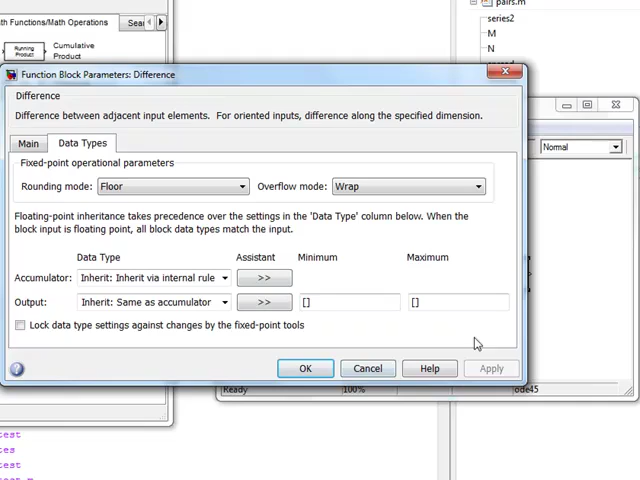 pairs.m
th Functions/Math Operations
Sear
series2
M
N
Running Product
Cumulative
Product
Function Block Parameters: Difference
Difference
Difference between adjacent input elements. For oriented inputs, difference along the specified dimension.
Main
Data Types
Normal
Fixed-point operational parameters
Rounding mode: Floor
Overflow mode: Wrap
Floating-point inheritance takes precedence over the settings in the 'Data Type' column below. When the
block input is floating point, all block data types match the input.
Data Type
Assistant
Minimum
Maximum
Accumulator: Inherit: Inherit via internal rule >>
Output: Inherit: Same as accumulator >> [] []
Lock data type settings against changes by the fixed-point tools
OK
Cancel
Help
Apply
Ready
100%
ode45
test
tes
test